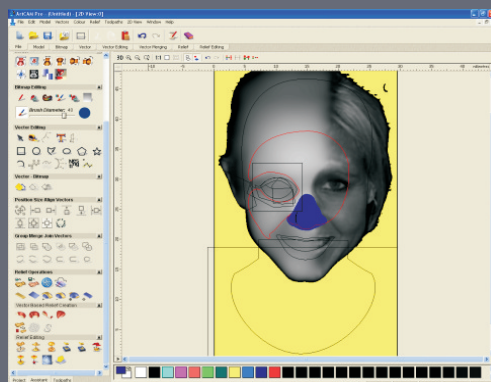 ArtCAM Pro - [Untitled] - [2D View:0]
File Edit Model Vectors Colour Relief Toolpaths 2D View Window Help
File Model Bitmap Vector Vector Editing Vector Merging Relief Relief Editing
3D
Bitmap Editing
Brush Diameter:
Vector Editing
Vector - Bitmap
Position Size Align Vectors
Group Merge Join Vectors
Relief Operations
Vector Based Relief Creation
Relief Editing
Project Assistant Toolpaths